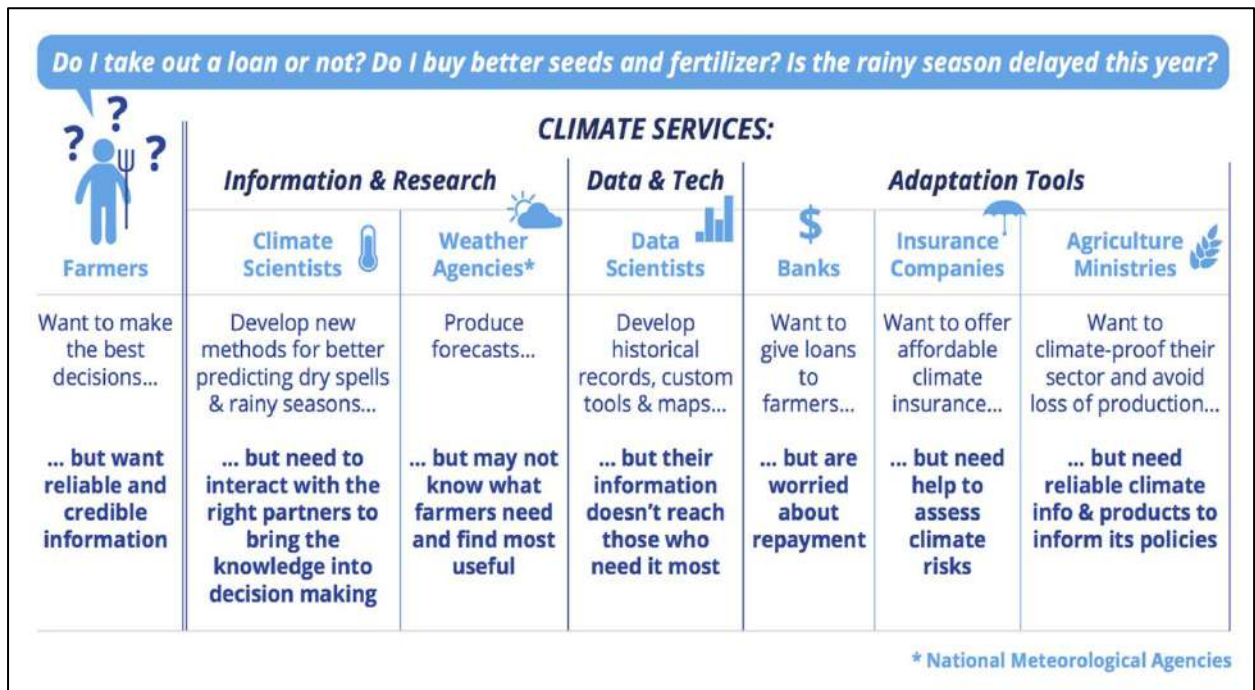 Do I take out a loan or not? Do I buy better seeds and fertilizer? Is the rainy season delayed this year?
? ? ?
CLIMATE SERVICES:
Information & Research
Data & Tech
Adaptation Tools
Farmers
Climate
Scientists
Weather
Agencies*
Data
Scientists
$
Banks
Insurance
Companies
Agriculture
Ministries
Want to make
the best
decisions...
... but want
reliable and
credible
information
Develop new
methods for better
predicting dry spells
& rainy seasons...
... but need to
interact with the
right partners to
bring the
knowledge into
decision making
Produce
forecasts...
... but may not
know what
farmers need
and find most
useful
Develop
historical
records, custom
tools & maps...
... but their
information
doesn't reach
those who
need it most
Want to
give loans
to
farmers...
... but are
worried
about
repayment
Want to offer
affordable
climate
insurance...
... but need
help to
assess
climate
risks
Want to
climate-proof their
sector and avoid
loss of production...
... but need
reliable climate
info & products to
inform its policies
* National Meteorological Agencies